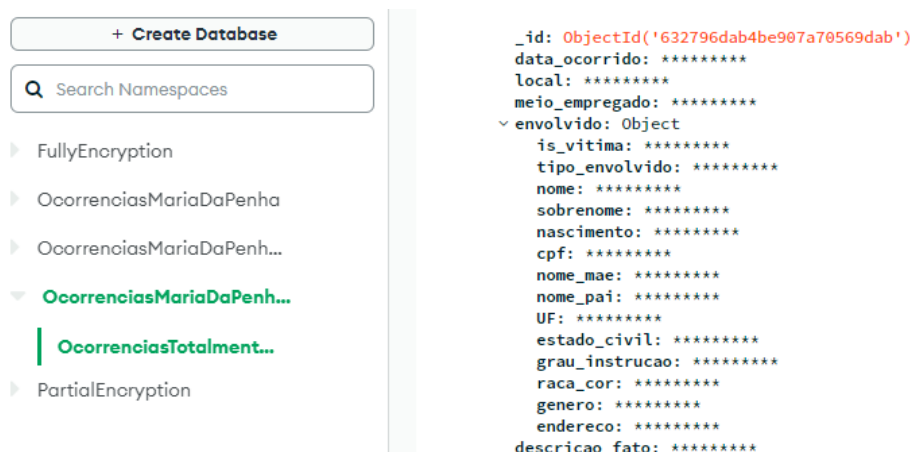 + Create Database
Search Namespaces
FullyEncryption
OcorrenciasMariaDaPenha
OcorrenciasMariaDaPenh...
OcorrenciasMariaDaPenh...
OcorrenciasTotalment...
PartialEncryption
_id: ObjectId('632796dab4be907a70569dab')
data_ocorrido: *********
local: *********
meio_empregado: *********
envolvido: Object
is_vitima: *********
tipo_envolvido: *********
nome: *********
sobrenome: *********
nascimento: *********
cpf: *********
nome_mae: *********
nome_pai: *********
UF: *********
estado_civil: *********
grau_instrucao: *********
raca_cor: *********
genero: *********
endereco: *********
descricao_fato: *********